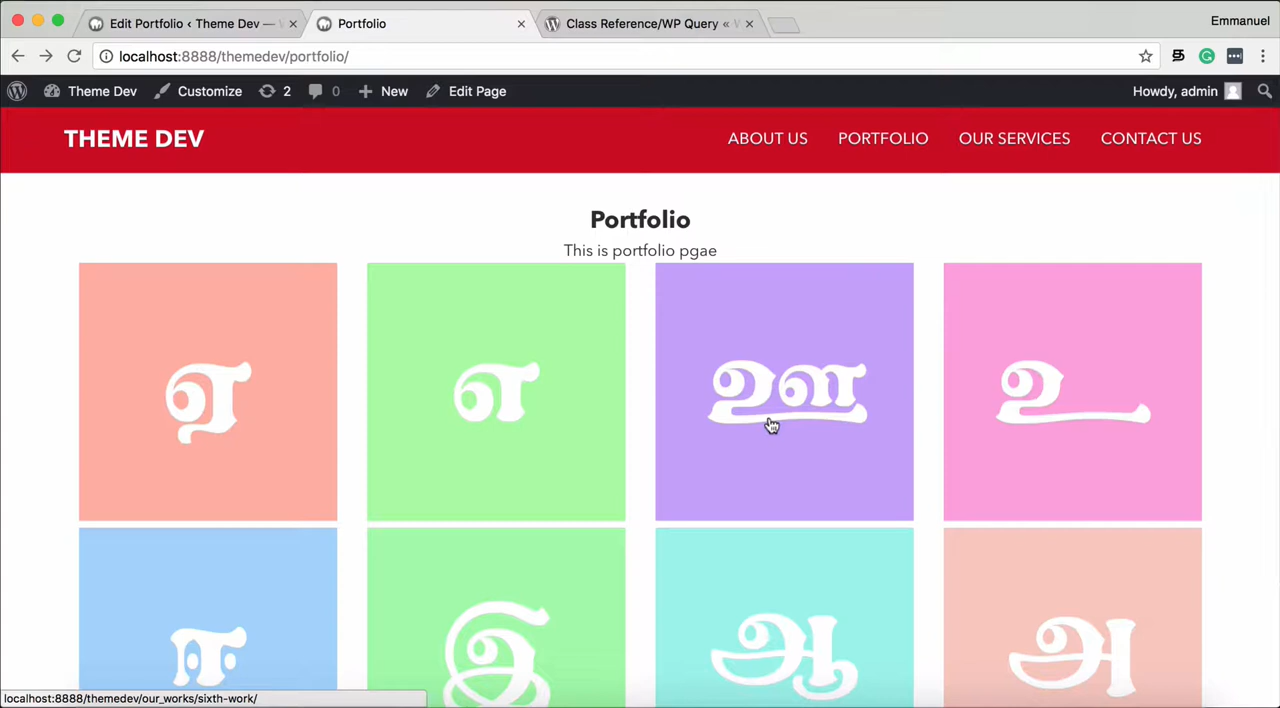 Edit Portfolio ‹ Theme Dev —
Portfolio
Class Reference/WP Query «
Emmanuel
localhost:8888/themedev/portfolio/
Theme Dev
Customize
2
0
New
Edit Page
Howdy, admin
THEME DEV
ABOUT US
PORTFOLIO
OUR SERVICES
CONTACT US
Portfolio
This is portfolio pgae
ஏ
எ
ஊ
உ
ஈ
இ
ஆ
அ
localhost:8888/themedev/our_works/sixth-work/